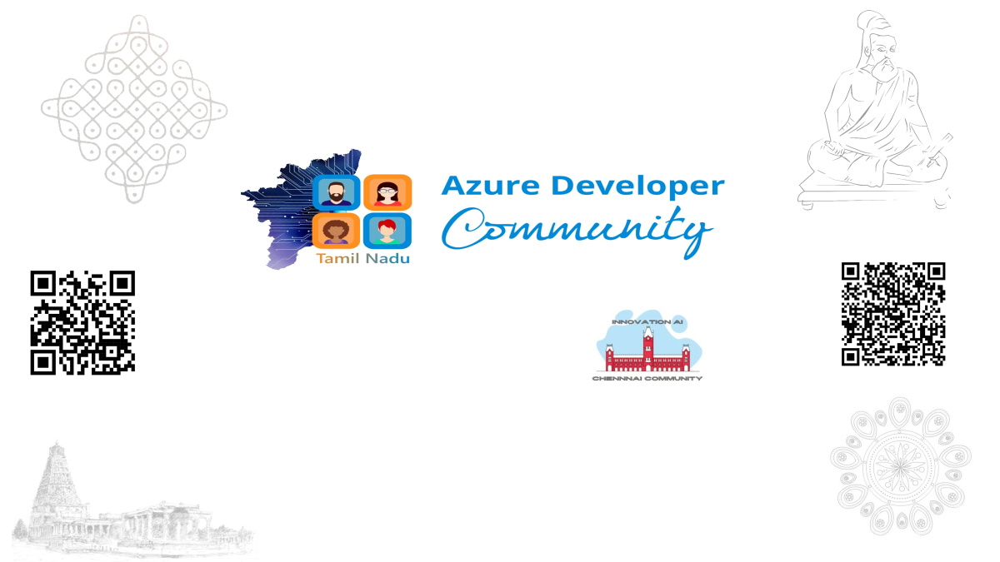 Azure Developer
Community
Tamil Nadu
INNOVATION AI
CHENNNAI COMMUNITY